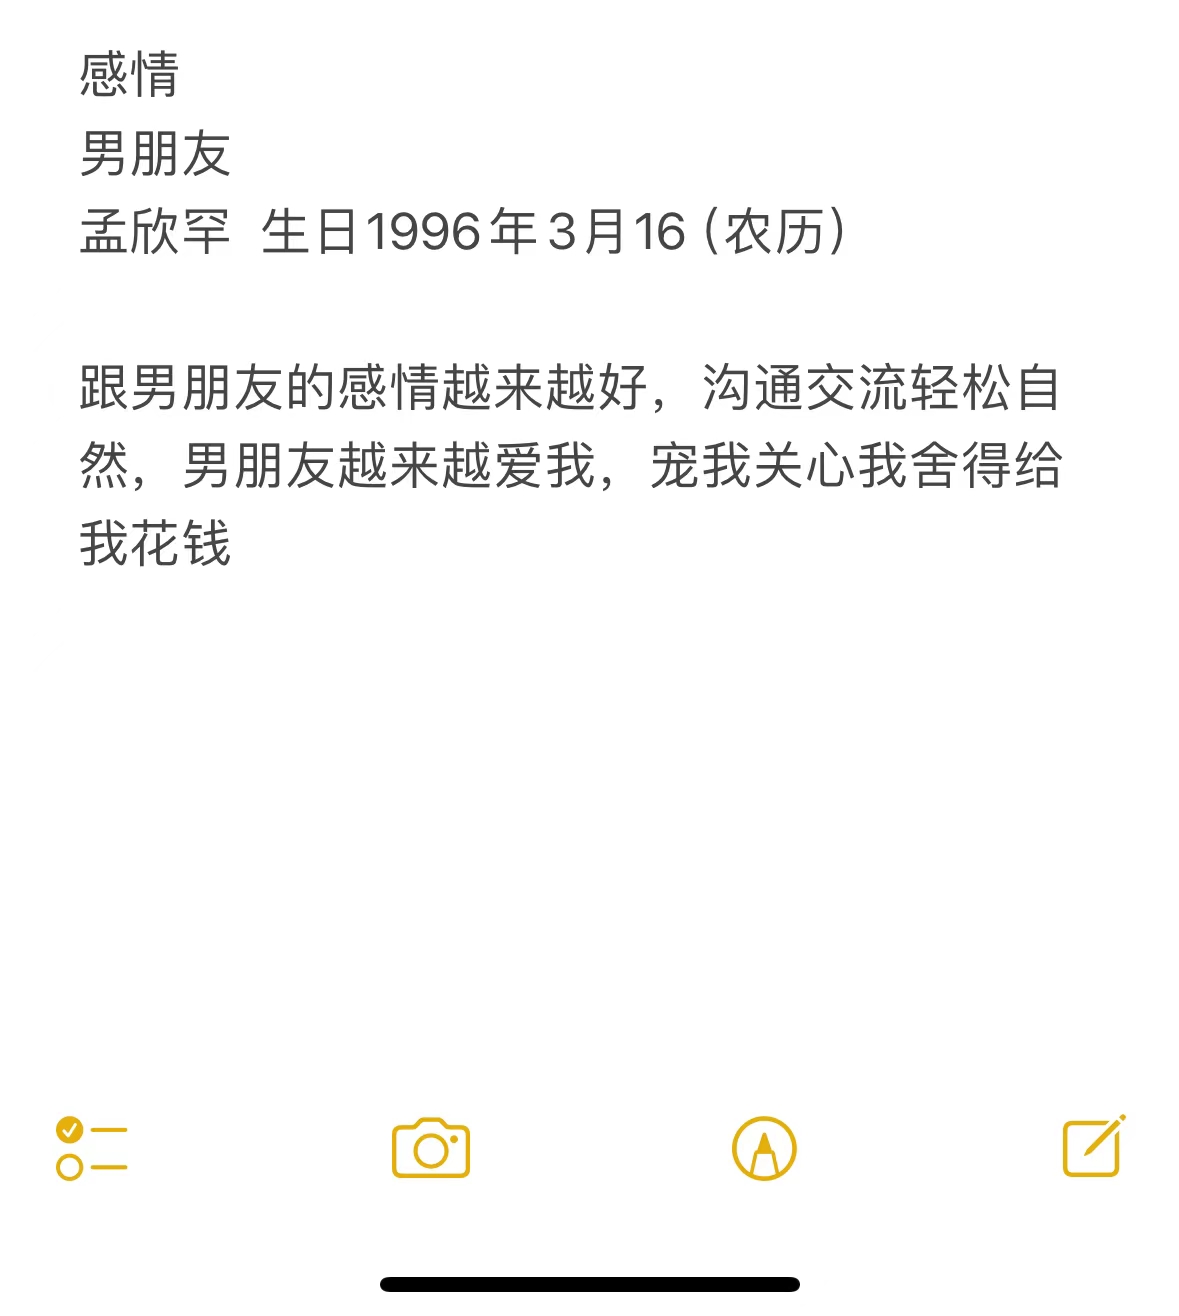 感情
男朋友
孟欣罕 生日1996年3月16（农历）
跟男朋友的感情越来越好，沟通交流轻松自
然，男朋友越来越爱我，宠我关心我舍得给
我花钱